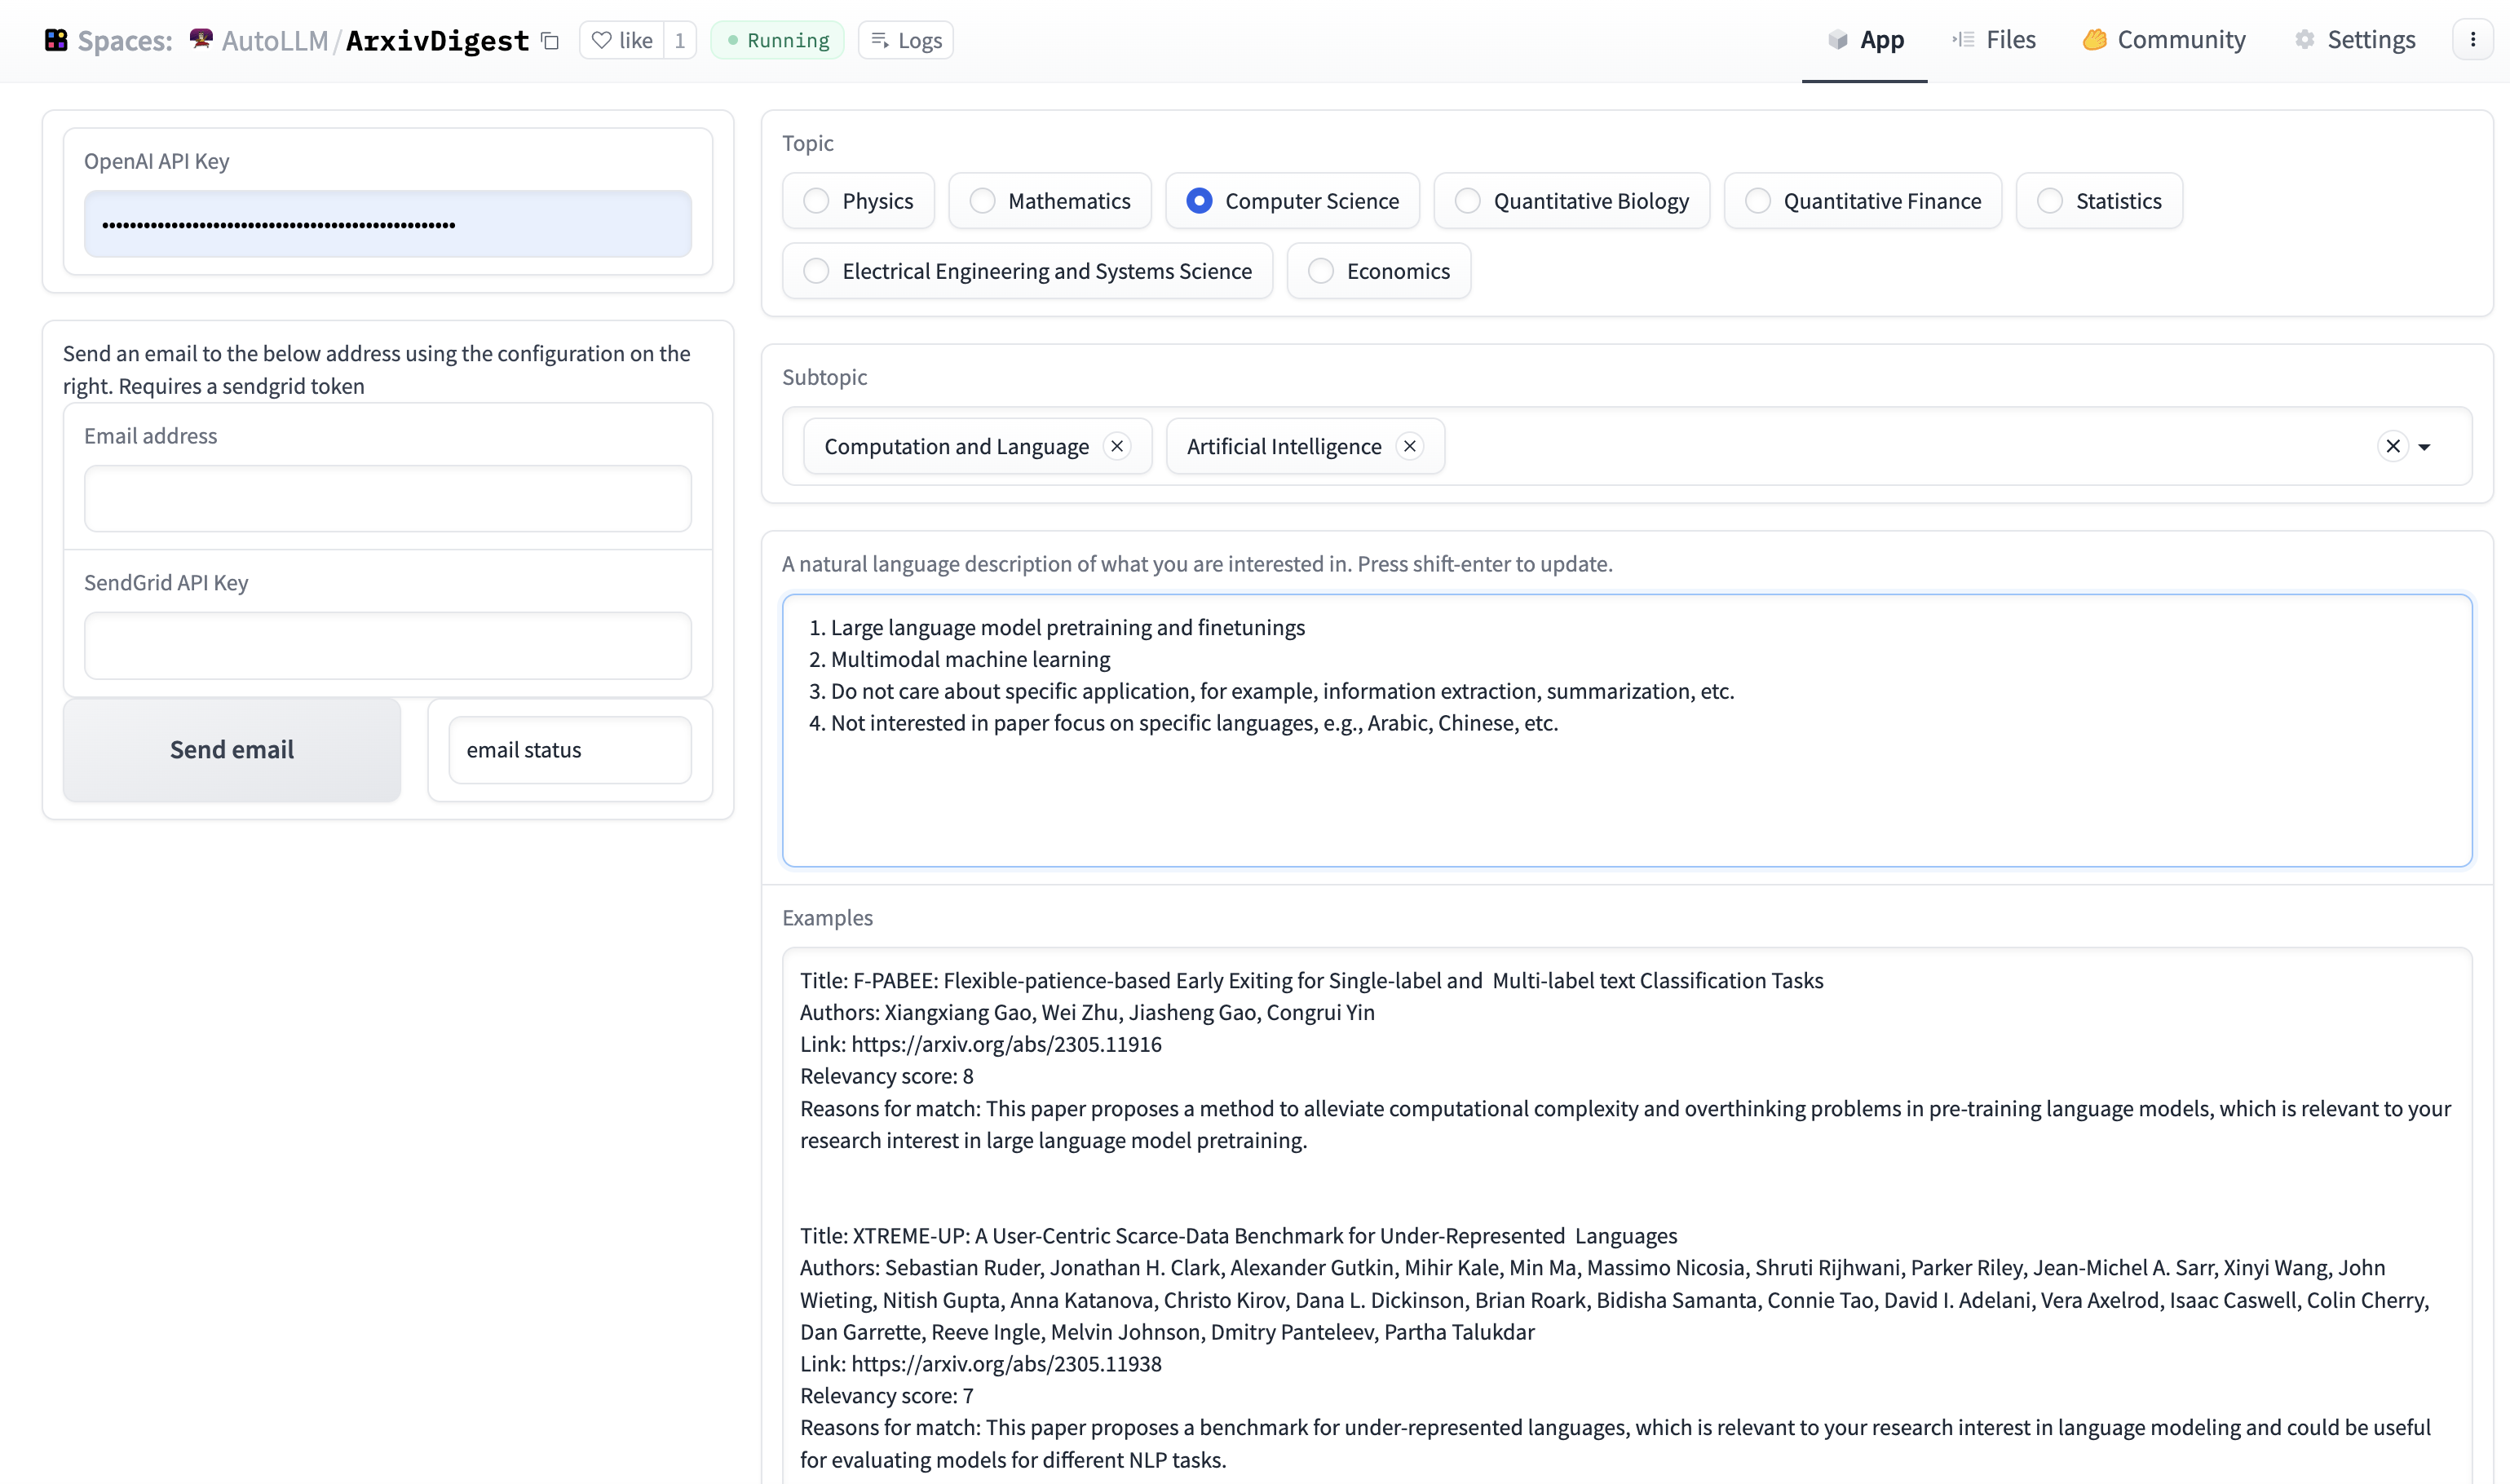 Spaces: AutoLLM/ArxivDigest like 1 Running Logs App Files Community Settings
OpenAI API Key
••••••••••••••••••••••••••••••••••••••••••••••••••••
Send an email to the below address using the configuration on the
right. Requires a sendgrid token
Email address
SendGrid API Key
Send email
email status
Topic
Physics Mathematics Computer Science Quantitative Biology Quantitative Finance Statistics
Electrical Engineering and Systems Science Economics
Subtopic
Computation and Language Artificial Intelligence
A natural language description of what you are interested in. Press shift-enter to update.
1. Large language model pretraining and finetunings
2. Multimodal machine learning
3. Do not care about specific application, for example, information extraction, summarization, etc.
4. Not interested in paper focus on specific languages, e.g., Arabic, Chinese, etc.
Examples
Title: F-PABEE: Flexible-patience-based Early Exiting for Single-label and  Multi-label text Classification Tasks
Authors: Xiangxiang Gao, Wei Zhu, Jiasheng Gao, Congrui Yin
Link: https://arxiv.org/abs/2305.11916
Relevancy score: 8
Reasons for match: This paper proposes a method to alleviate computational complexity and overthinking problems in pre-training language models, which is relevant to your
research interest in large language model pretraining.
Title: XTREME-UP: A User-Centric Scarce-Data Benchmark for Under-Represented  Languages
Authors: Sebastian Ruder, Jonathan H. Clark, Alexander Gutkin, Mihir Kale, Min Ma, Massimo Nicosia, Shruti Rijhwani, Parker Riley, Jean-Michel A. Sarr, Xinyi Wang, John
Wieting, Nitish Gupta, Anna Katanova, Christo Kirov, Dana L. Dickinson, Brian Roark, Bidisha Samanta, Connie Tao, David I. Adelani, Vera Axelrod, Isaac Caswell, Colin Cherry,
Dan Garrette, Reeve Ingle, Melvin Johnson, Dmitry Panteleev, Partha Talukdar
Link: https://arxiv.org/abs/2305.11938
Relevancy score: 7
Reasons for match: This paper proposes a benchmark for under-represented languages, which is relevant to your research interest in language modeling and could be useful
for evaluating models for different NLP tasks.